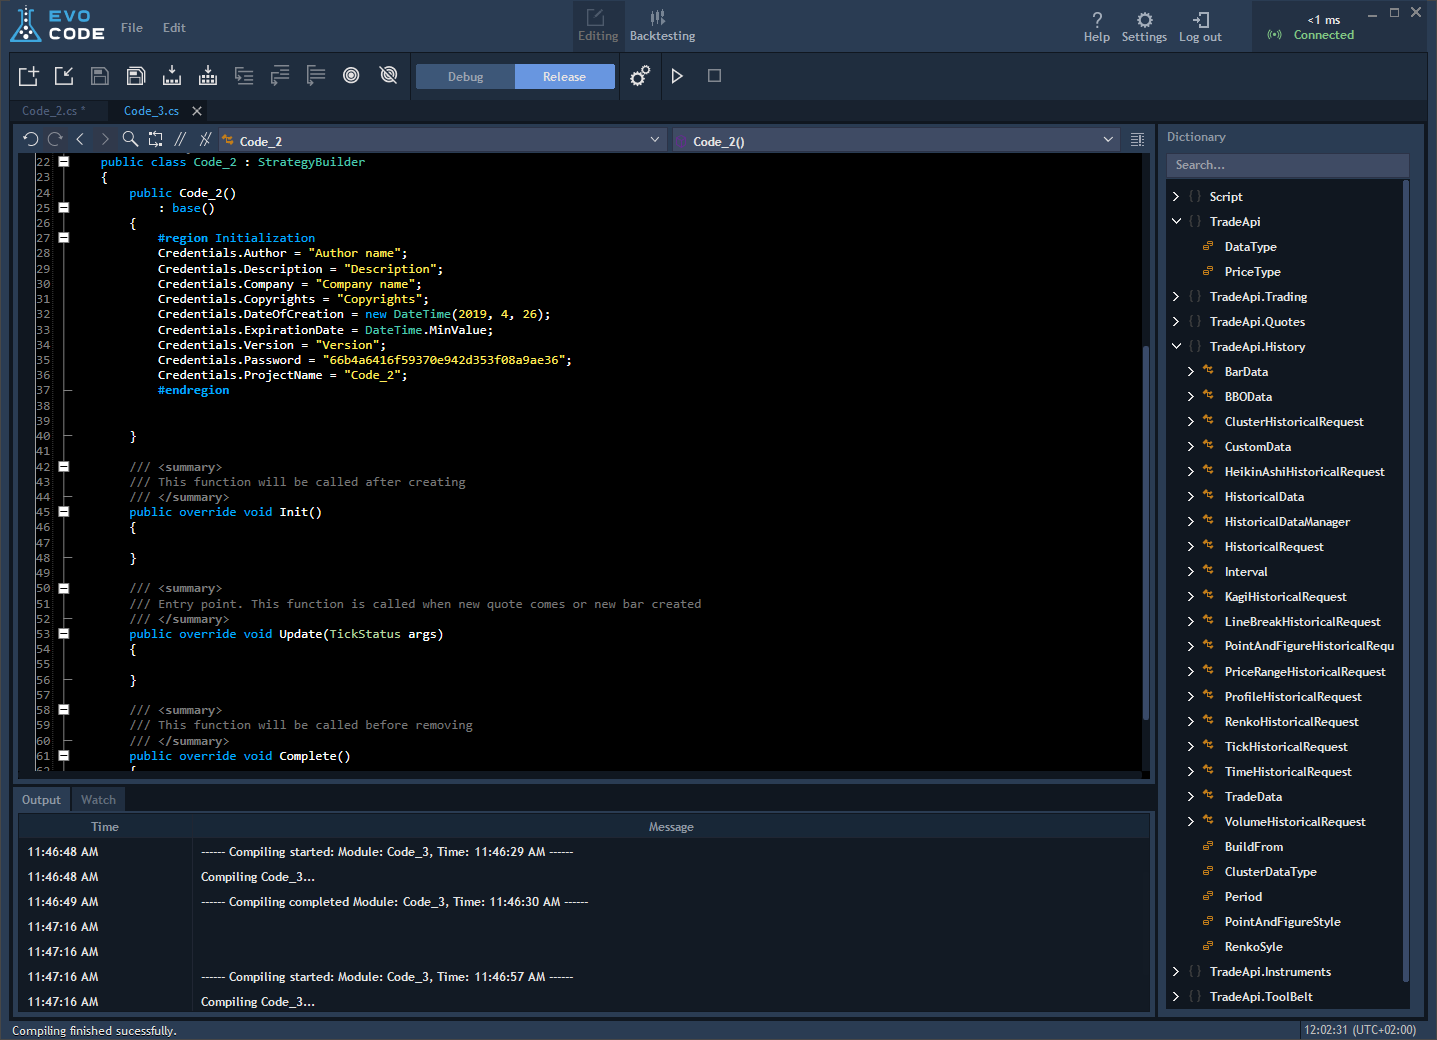 EVO
CODE
File
Edit
Editing
Backtesting
Help
Settings
Log out
<1 ms
Connected
Debug
Release
Code_2.cs *
Code_3.cs
Code_2
Code_2()
22 public class Code_2 : StrategyBuilder
23 {
24 public Code_2()
25 : base()
26 {
27 #region Initialization
28 Credentials.Author = "Author name";
29 Credentials.Description = "Description";
30 Credentials.Company = "Company name";
31 Credentials.Copyrights = "Copyrights";
32 Credentials.DateOfCreation = new DateTime(2019, 4, 26);
33 Credentials.ExpirationDate = DateTime.MinValue;
34 Credentials.Version = "Version";
35 Credentials.Password = "66b4a6416f59370e942d353f08a9ae36";
36 Credentials.ProjectName = "Code_2";
37 #endregion
38
39
40 }
41
42 /// <summary>
43 /// This function will be called after creating
44 /// </summary>
45 public override void Init()
46 {
47
48 }
49
50 /// <summary>
51 /// Entry point. This function is called when new quote comes or new bar created
52 /// </summary>
53 public override void Update(TickStatus args)
54 {
55
56 }
57
58 /// <summary>
59 /// This function will be called before removing
60 /// </summary>
61 public override void Complete()
62 {
Dictionary
Search...
{} Script
{} TradeApi
DataType
PriceType
{} TradeApi.Trading
{} TradeApi.Quotes
{} TradeApi.History
BarData
BBOData
ClusterHistoricalRequest
CustomData
HeikinAshiHistoricalRequest
HistoricalData
HistoricalDataManager
HistoricalRequest
Interval
KagiHistoricalRequest
LineBreakHistoricalRequest
PointAndFigureHistoricalRequ
PriceRangeHistoricalRequest
ProfileHistoricalRequest
RenkoHistoricalRequest
TickHistoricalRequest
TimeHistoricalRequest
TradeData
VolumeHistoricalRequest
BuildFrom
ClusterDataType
Period
PointAndFigureStyle
RenkoSyle
{} TradeApi.Instruments
{} TradeApi.ToolBelt
Output
Watch
Time Message
11:46:48 AM ------ Compiling started: Module: Code_3, Time: 11:46:29 AM ------
11:46:48 AM Compiling Code_3...
11:46:49 AM ------ Compiling completed Module: Code_3, Time: 11:46:30 AM ------
11:47:16 AM
11:47:16 AM
11:47:16 AM ------ Compiling started: Module: Code_3, Time: 11:46:57 AM ------
11:47:16 AM Compiling Code_3...
Compiling finished sucessfully.
12:02:31 (UTC+02:00)